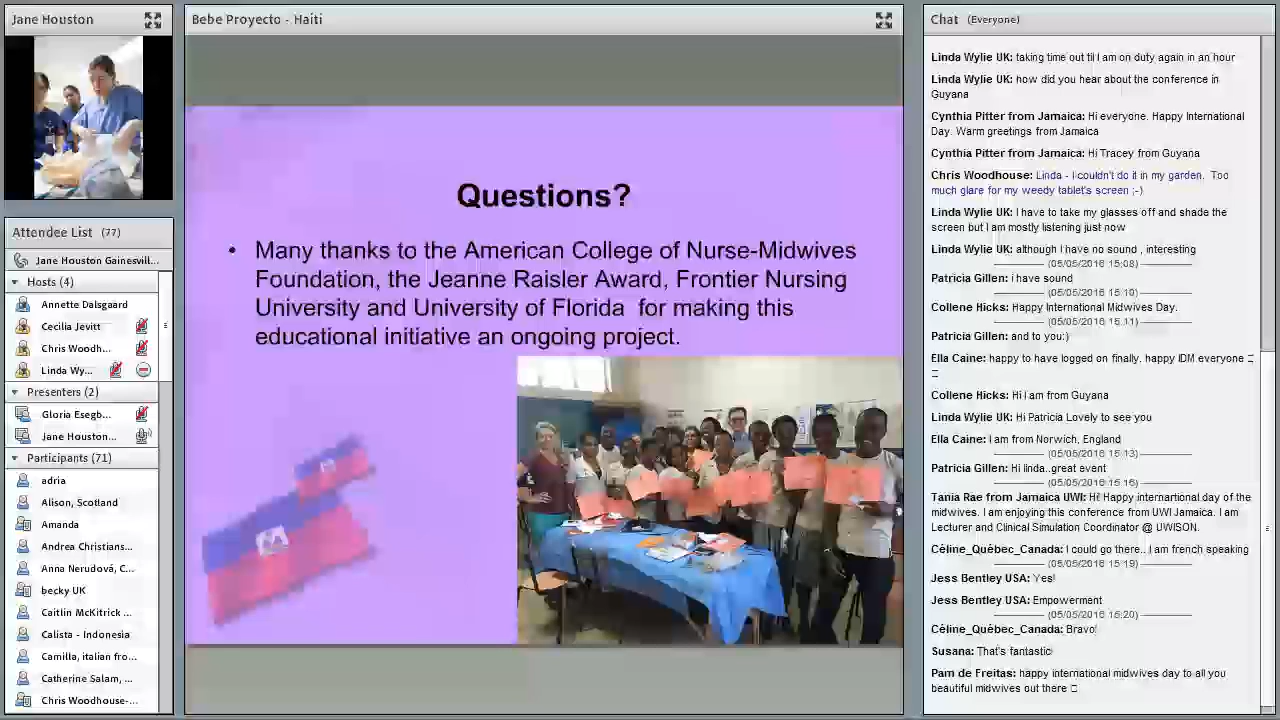 Jane Houston
Attendee List (77)
Jane Houston Gainesvill...
Hosts (4)
Annette Dalsgaard
Cecilia Jevitt
Chris Woodh...
Linda Wy...
Presenters (2)
Gloria Esegb...
Jane Houston...
Participants (71)
adria
Alison, Scotland
Amanda
Andrea Christians...
Anna Nerudová, C...
becky UK
Caitlin McKitrick ...
Calista - Indonesia
Camilla, italian fro...
Catherine Salam, ...
Chris Woodhouse-...
Bebe Proyecto - Haiti
Questions?
• Many thanks to the American College of Nurse-Midwives
Foundation, the Jeanne Raisler Award, Frontier Nursing
University and University of Florida for making this
educational initiative an ongoing project.
Chat (Everyone)
Linda Wylie UK: taking time out til I am on duty again in an hour
Linda Wylie UK: how did you hear about the conference in
Guyana
Cynthia Pitter from Jamaica: Hi everyone. Happy International
Day. Warm greetings from Jamaica
Cynthia Pitter from Jamaica: Hi Tracey from Guyana
Chris Woodhouse: Linda - I couldn't do it in my garden. Too
much glare for my weedy tablet's screen ;-)
Linda Wylie UK: I have to take my glasses off and shade the
screen but I am mostly listening just now
Linda Wylie UK: although I have no sound , interesting
(05/05/2016 15:08)
Patricia Gillen: i have sound
(05/05/2016 15:10)
Collene Hicks: Happy International Midwives Day.
(05/05/2016 15:11)
Patricia Gillen: and to you:)
Ella Caine: happy to have logged on finally. happy IDM everyone
Collene Hicks: Hi I am from Guyana
Linda Wylie UK: Hi Patricia Lovely to see you
Ella Caine: I am from Norwich, England
(05/05/2016 15:13)
Patricia Gillen: Hi linda..great event
(05/05/2016 15:16)
Tania Rae from Jamaica UWI: Hi! Happy internartional day of the
midwives. I am enjoying this conference from UWI Jamaica. I am
Lecturer and Clinical Simulation Coordinator @ UWISON.
Céline_Québec_Canada: I could go there.. I am french speaking
(05/05/2016 15:19)
Jess Bentley USA: Yes!
Jess Bentley USA: Empowerment
(05/05/2016 15:20)
Céline_Québec_Canada: Bravo!
Susana: That's fantastic
Pam de Freitas: happy international midwives day to all you
beautiful midwives out there